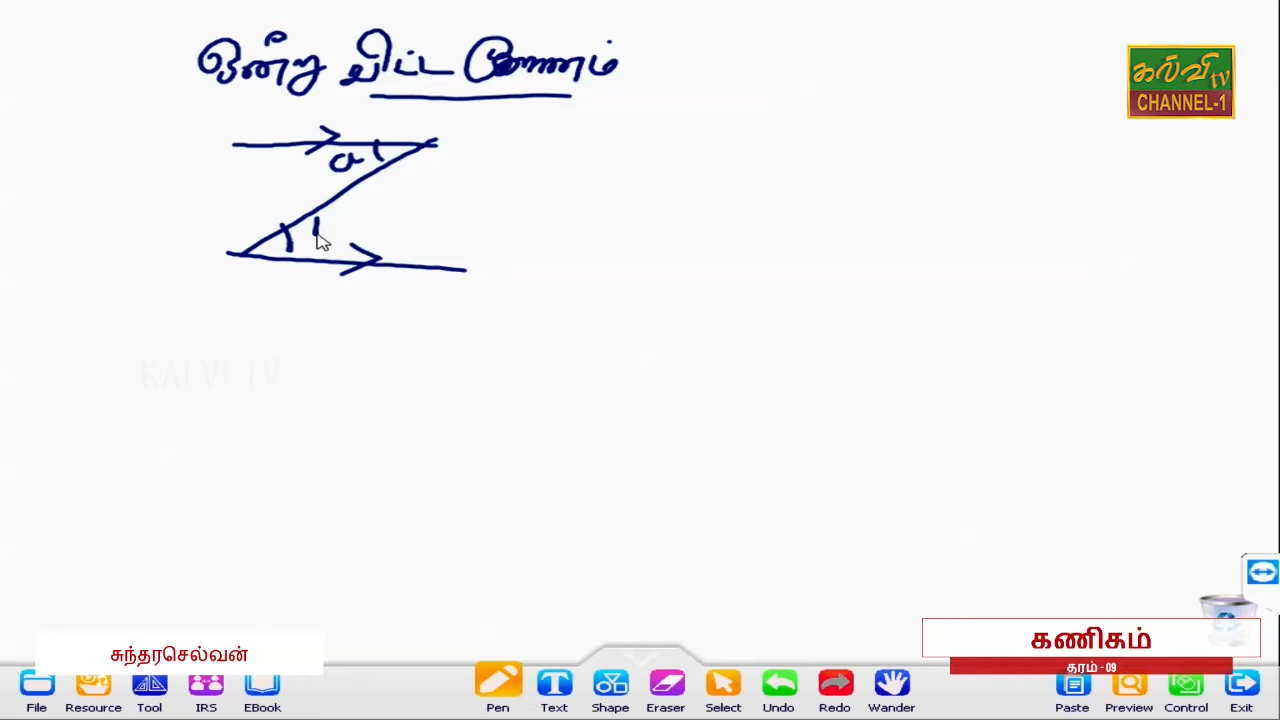 ஒன்று விட்ட கோணம்
கல்வி tv
CHANNEL-1
a
KALVI TV
சுந்தரசெல்வன்
கணிகம்
தரம் - 09
File Resource Tool IRS EBook Pen Text Shape Eraser Select Undo Redo Wander Paste Preview Control Exit